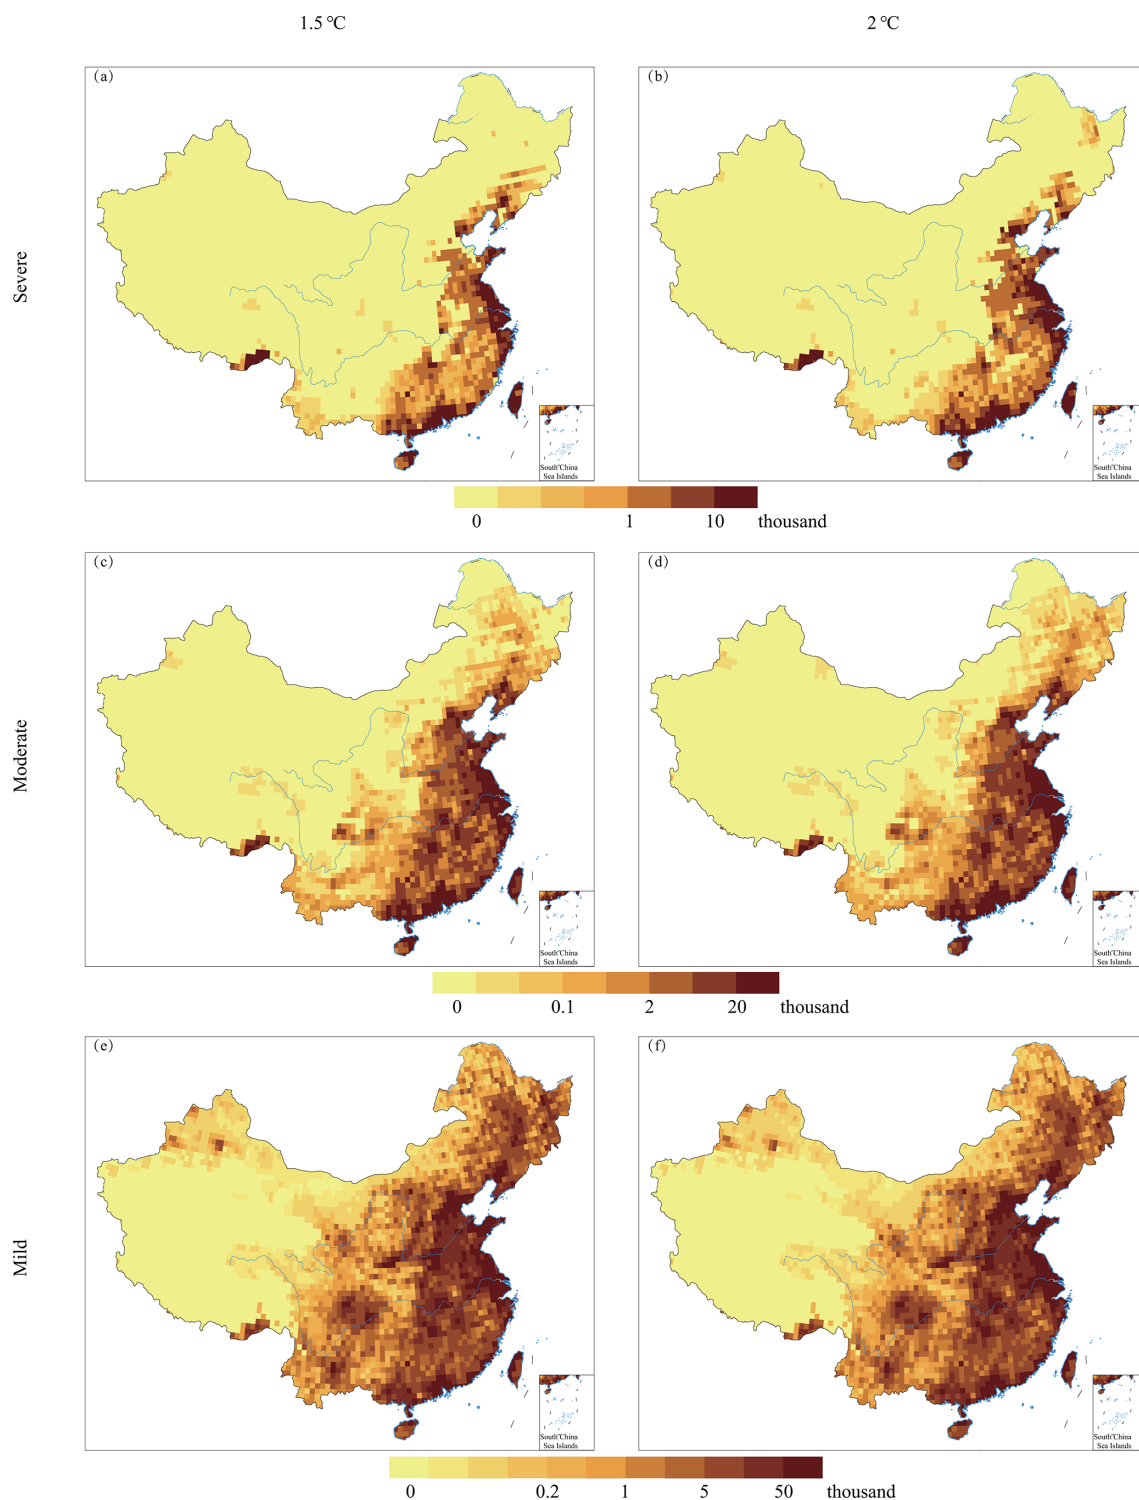 1.5 °C
2 °C
Severe
(a)
South China
Sea Islands
(b)
South China
Sea Islands
0 1 10 thousand
Moderate
(c)
South China
Sea Islands
(d)
South China
Sea Islands
0 0.1 2 20 thousand
Mild
(e)
South China
Sea Islands
(f)
South China
Sea Islands
0 0.2 1 5 50 thousand